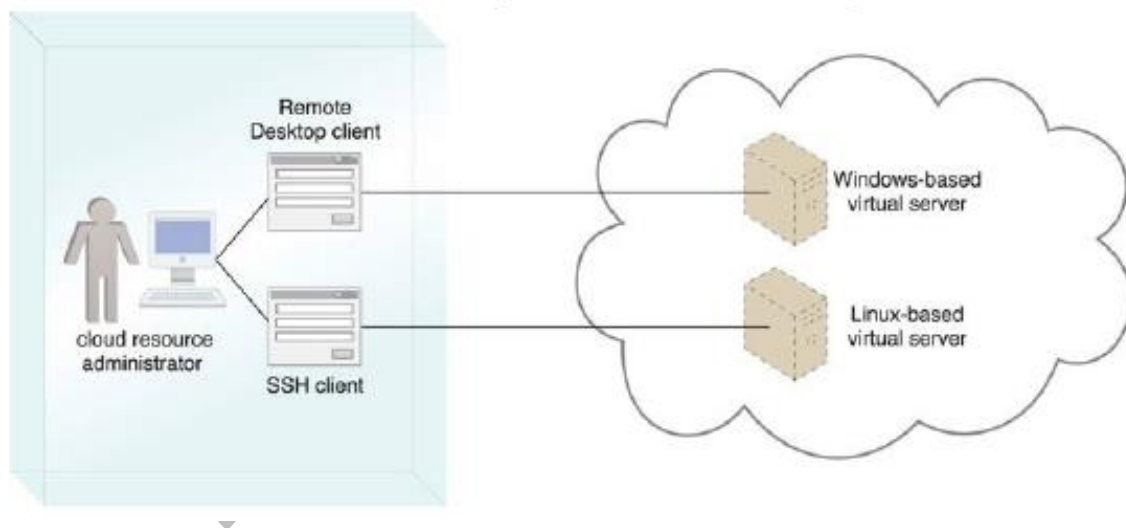 Remote
Desktop client
Windows-based
virtual server
cloud resource
administrator
SSH client
Linux-based
virtual server